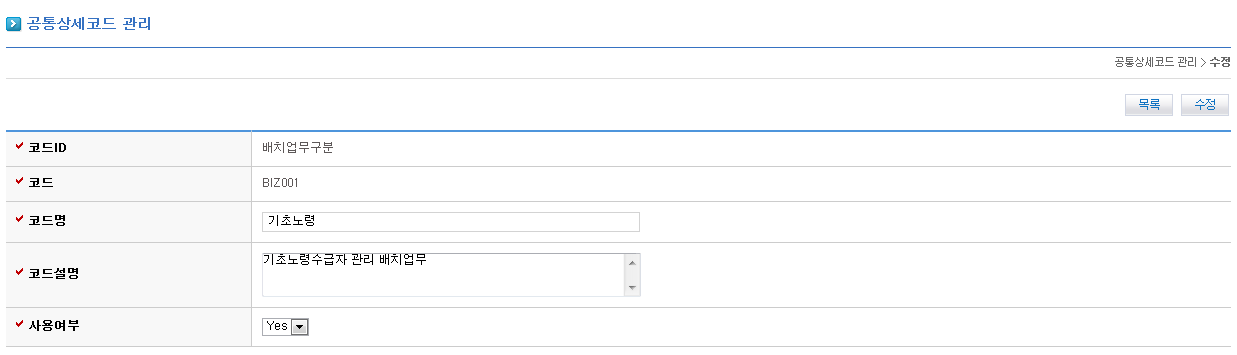 공통상세코드 관리
공통상세코드 관리 > 수정
목록 수정
코드ID 배치업무구분
코드 BIZ001
코드명 기초노령
코드설명 기초노령수급자 관리 배치업무
사용여부 Yes